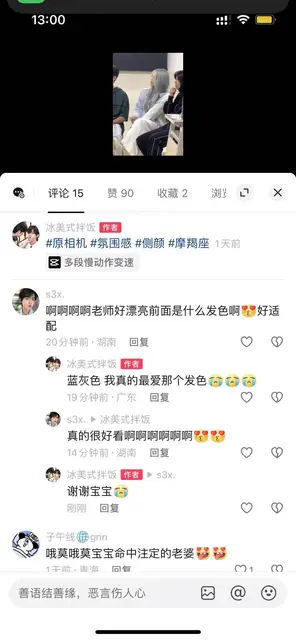 13:00
评论 15
赞 90
收藏 2
浏
冰美式拌饭 作者
#原相机 #氛围感 #侧颜 #摩羯座 1天前
多段慢动作变速
s3x.
啊啊啊啊老师好漂亮前面是什么发色啊😍好适
配
20分钟前 · 湖南 回复
冰美式拌饭 作者
蓝灰色 我真的最爱那个发色😭😭😭
19分钟前 · 广东 回复
s3x. ▶ 冰美式拌饭
真的很好看啊啊啊啊啊啊😍😍
14分钟前 · 湖南 回复
冰美式拌饭 作者 ▶ s3x.
谢谢宝宝😭
刚刚 回复
子午线🌐gnn
哦莫哦莫宝宝命中注定的老婆
1天前 · 青海 回复
1
善语结善缘，恶言伤人心